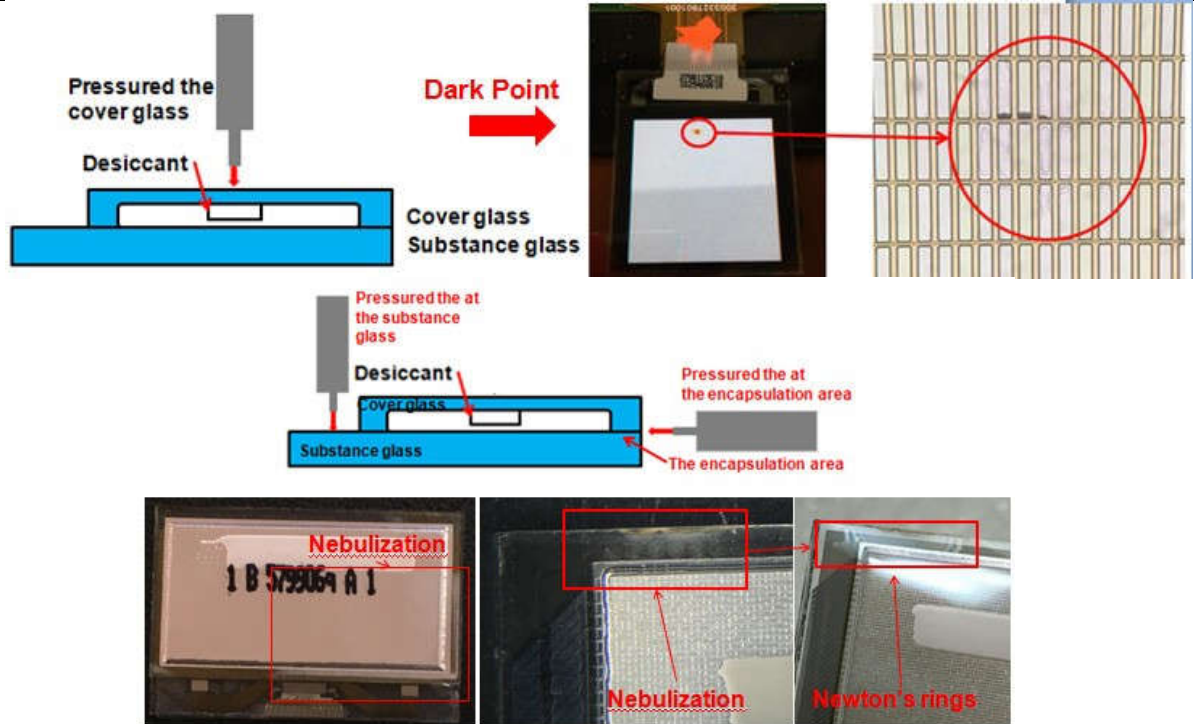 Pressured the
cover glass
Desiccant
Cover glass
Substance glass
Dark Point
Pressured the at
the substance
glass
Desiccant
Cover glass
Substance glass
Pressured the at
the encapsulation area
The encapsulation area
Nebulization
1 B 5799064 A 1
Nebulization
Newton's rings